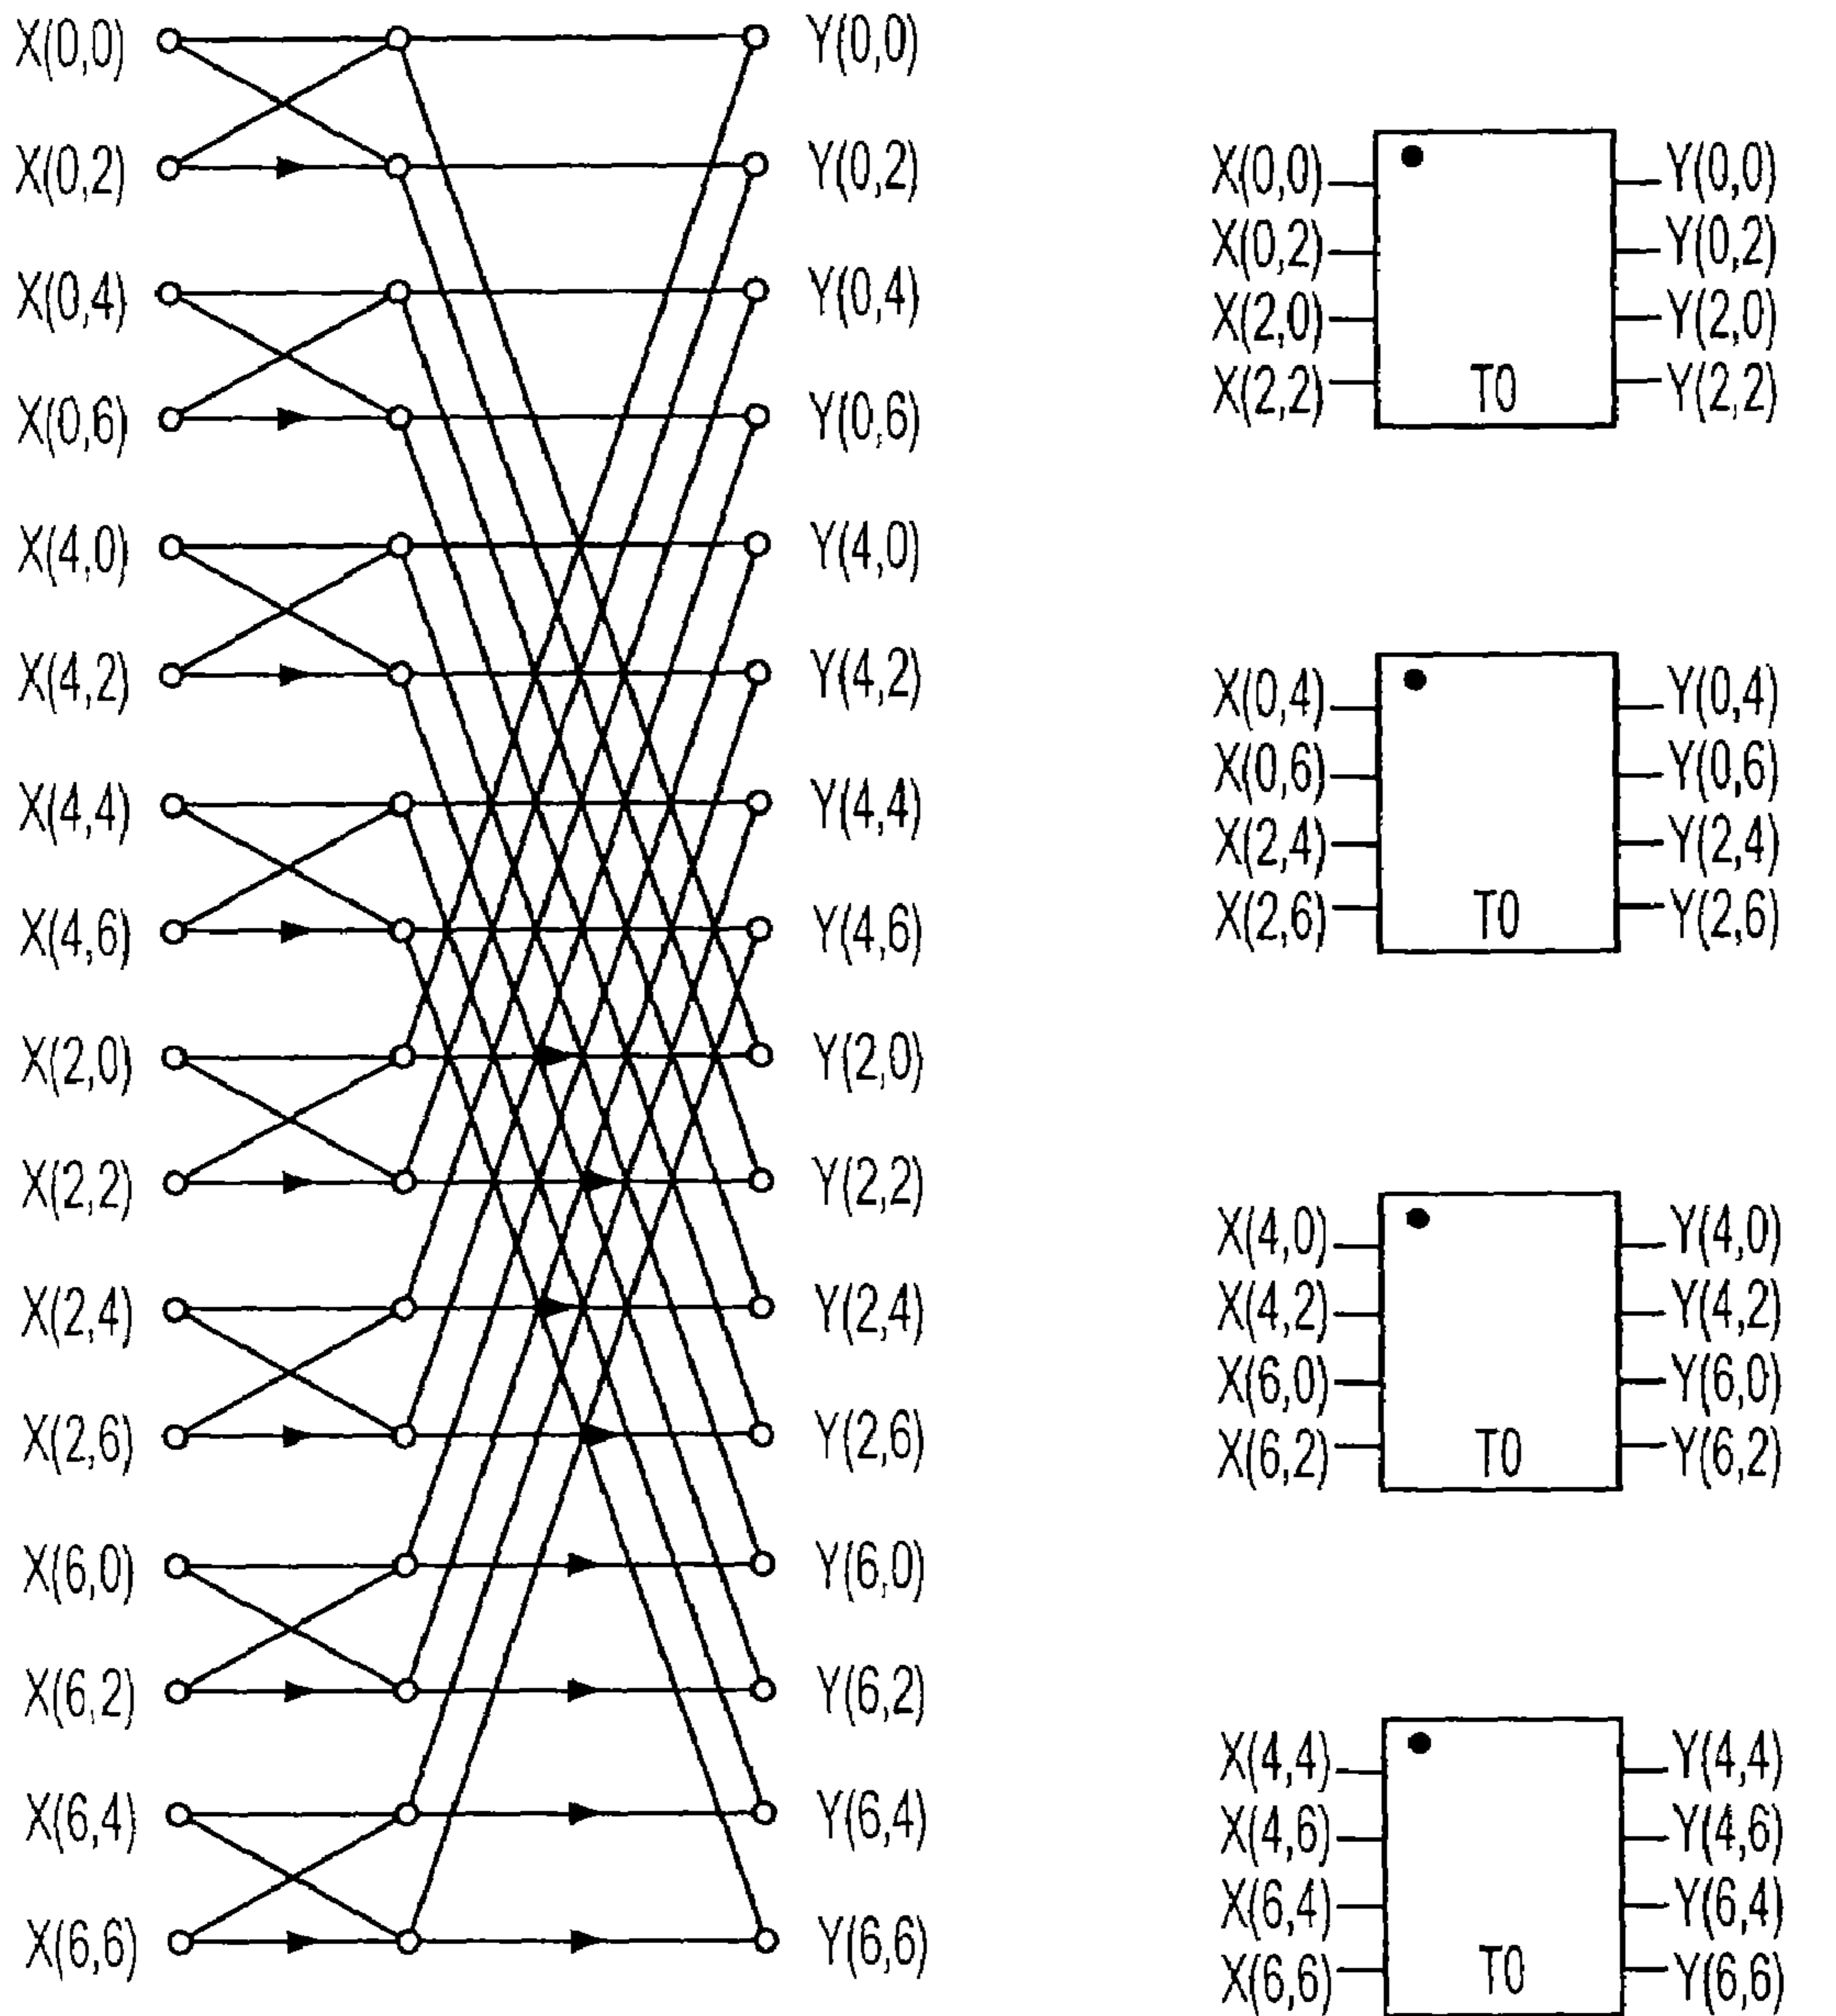 X(0,0) Y(0,0)
X(0,2) Y(0,2)
X(0,4) Y(0,4)
X(0,6) Y(0,6)
X(4,0) Y(4,0)
X(4,2) Y(4,2)
X(4,4) Y(4,4)
X(4,6) Y(4,6)
X(2,0) Y(2,0)
X(2,2) Y(2,2)
X(2,4) Y(2,4)
X(2,6) Y(2,6)
X(6,0) Y(6,0)
X(6,2) Y(6,2)
X(6,4) Y(6,4)
X(6,6) Y(6,6)
X(0,0) Y(0,0)
X(0,2) Y(0,2)
X(2,0) Y(2,0)
X(2,2) T0 Y(2,2)
X(0,4) Y(0,4)
X(0,6) Y(0,6)
X(2,4) Y(2,4)
X(2,6) T0 Y(2,6)
X(4,0) Y(4,0)
X(4,2) Y(4,2)
X(6,0) Y(6,0)
X(6,2) T0 Y(6,2)
X(4,4) Y(4,4)
X(4,6) Y(4,6)
X(6,4) Y(6,4)
X(6,6) T0 Y(6,6)